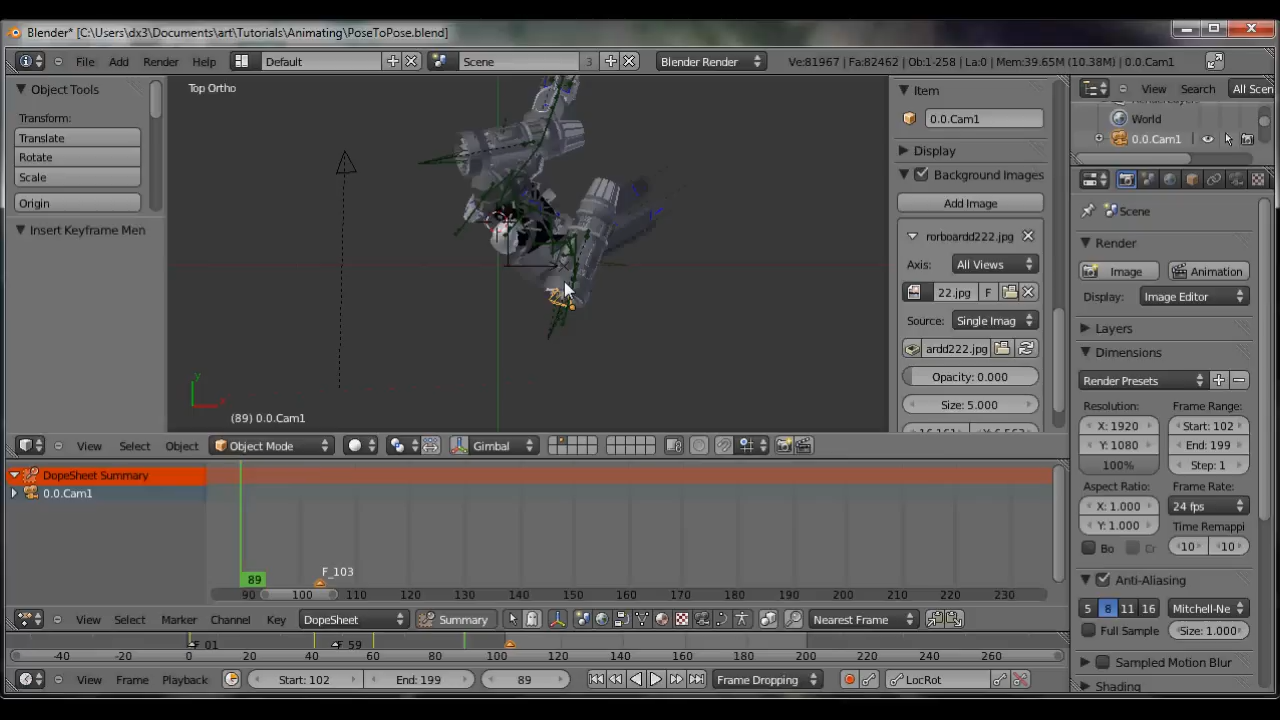 Blender* [C:\Users\dx3\Documents\art\Tutorials\Animating\PoseToPose.blend]
File Add Render Help Default Scene 3 Blender Render Ve:81967 | Fa:82462 | Ob:1-258 | La:0 | Mem:39.65M (10.38M) | 0.0.Cam1
Object Tools
Transform:
Translate
Rotate
Scale
Origin
Insert Keyframe Men
Top Ortho
y
x
(89) 0.0.Cam1
Item
0.0.Cam1
Display
Background Images
Add Image
rorboardd222.jpg
Axis: All Views
22.jpg F
Source: Single Imag
ardd222.jpg
Opacity: 0.000
Size: 5.000
View Search All Scen
World
0.0.Cam1
Scene
Render
Image Animation
Display: Image Editor
Layers
Dimensions
Render Presets
Resolution: Frame Range:
X: 1920 Start: 102
Y: 1080 End: 199
100% Step: 1
Aspect Ratio: Frame Rate:
X: 1.000 24 fps
Y: 1.000 Time Remappi
Bo Cr 10 10
Anti-Aliasing
5 8 11 16 Mitchell-Ne
Full Sample Size: 1.000
Sampled Motion Blur
Shading
View Select Object Object Mode Gimbal
DopeSheet Summary
0.0.Cam1
F_103
89
90 100 110 120 130 140 150 160 170 180 190 200 210 220 230
View Select Marker Channel Key DopeSheet Summary Nearest Frame
F_01 F_59
-40 -20 0 20 40 60 80 100 120 140 160 180 200 220 240 260
View Frame Playback Start: 102 End: 199 89 Frame Dropping LocRot